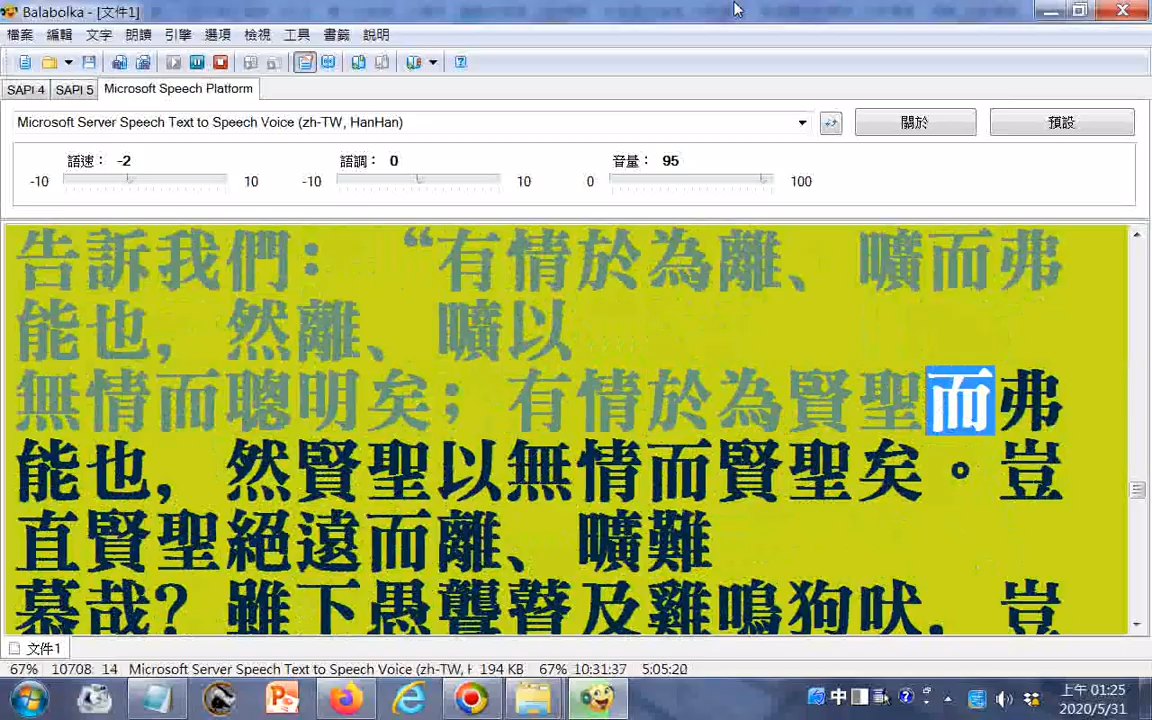 Balabolka - [文件1]
檔案 編輯 文字 朗讀 引擎 選項 檢視 工具 書籤 說明
SAPI 4 SAPI 5 Microsoft Speech Platform
Microsoft Server Speech Text to Speech Voice (zh-TW, HanHan) 關於 預設
語速： -2 語調： 0 音量： 95
-10 10 -10 10 0 100
告訴我們：“有情於為離、曠而弗
能也，然離、曠以
無情而聰明矣；有情於為賢聖而弗
能也，然賢聖以無情而賢聖矣。豈
直賢聖絕遠而離、曠難
慕哉？雖下愚聾瞽及雞鳴狗吠，豈
文件1
67% 10708 14 Microsoft Server Speech Text to Speech Voice (zh-TW, H 194 KB 67% 10:31:37 5:05:20
中 上午 01:25
2020/5/31